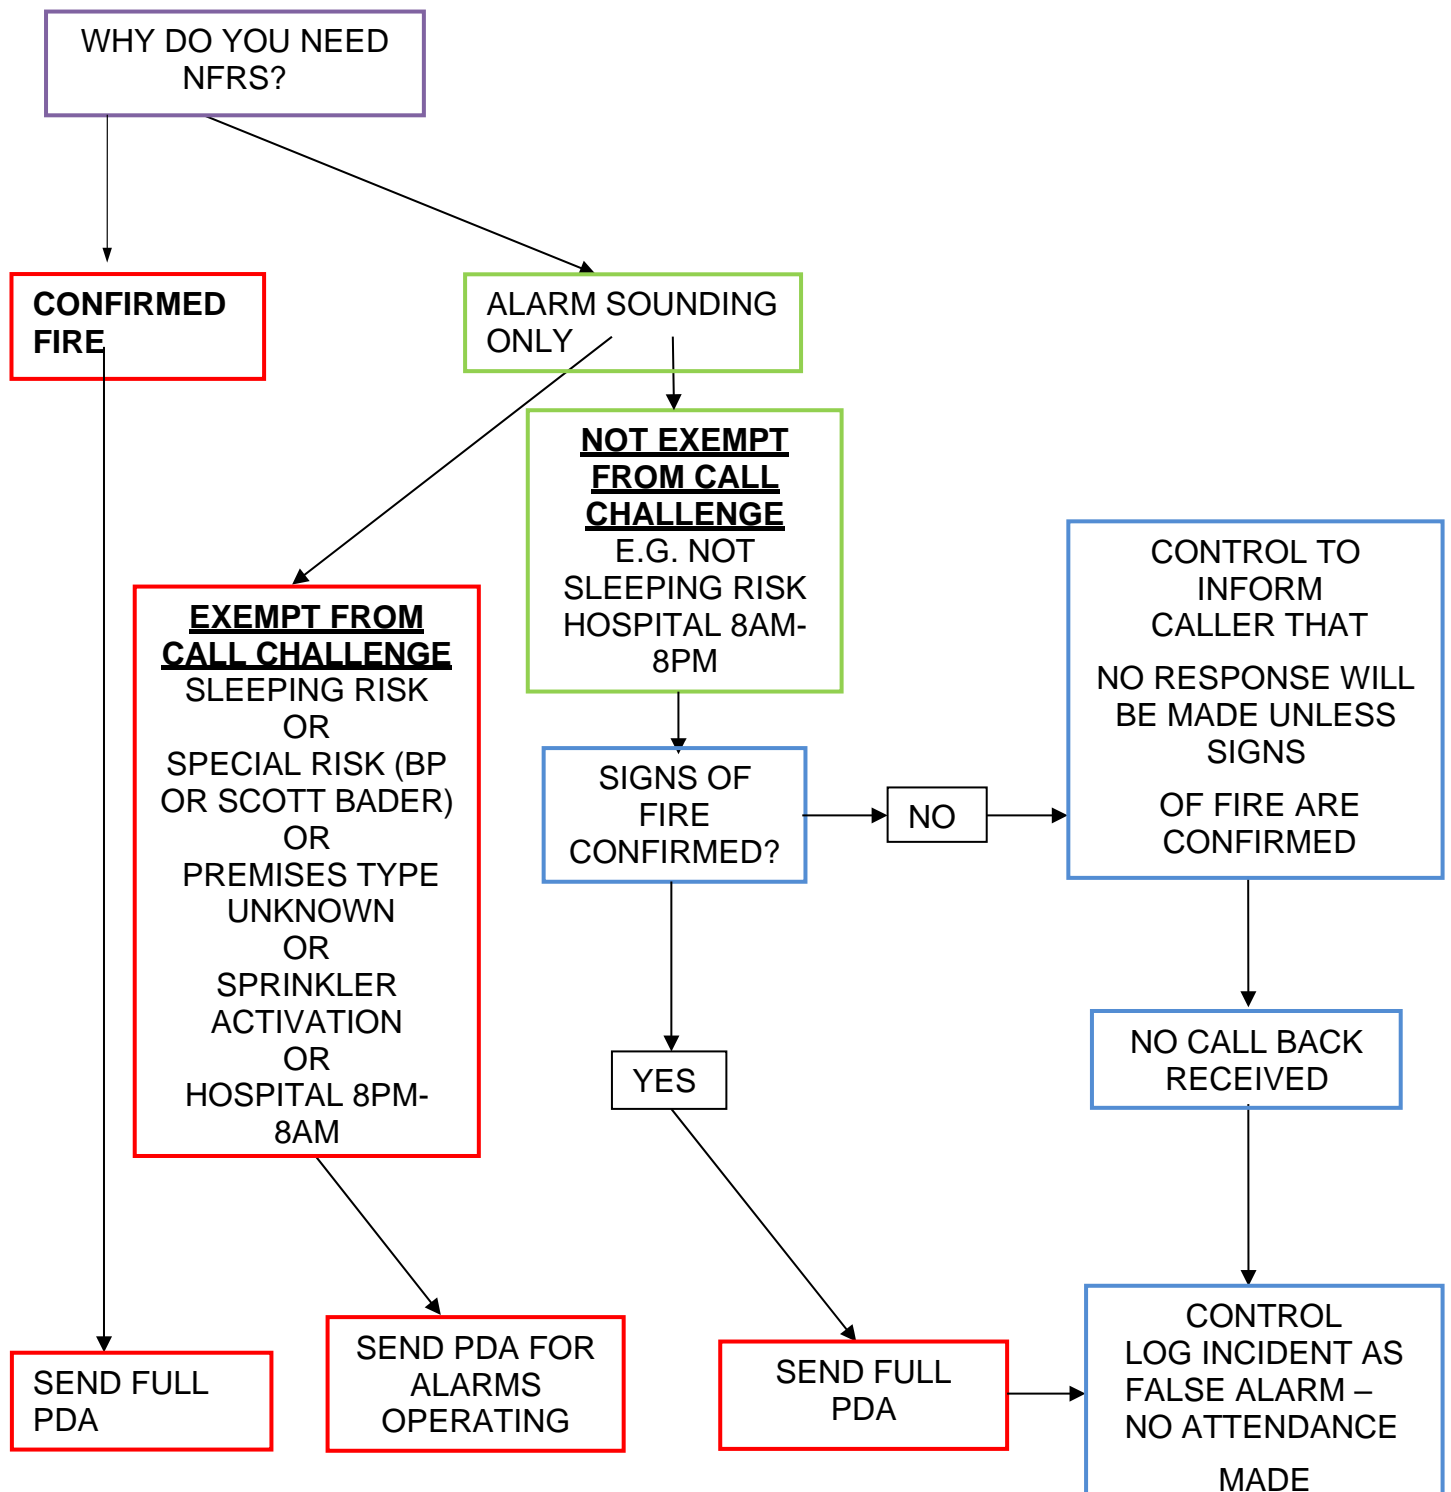 WHY DO YOU NEED
NFRS?
CONFIRMED
FIRE
ALARM SOUNDING
ONLY
NOT EXEMPT
FROM CALL
CHALLENGE
E.G. NOT
SLEEPING RISK
HOSPITAL 8AM-
8PM
EXEMPT FROM
CALL CHALLENGE
SLEEPING RISK
OR
SPECIAL RISK (BP
OR SCOTT BADER)
OR
PREMISES TYPE
UNKNOWN
OR
SPRINKLER
ACTIVATION
OR
HOSPITAL 8PM-
8AM
SIGNS OF
FIRE
CONFIRMED?
NO
CONTROL TO
INFORM
CALLER THAT
NO RESPONSE WILL
BE MADE UNLESS
SIGNS
OF FIRE ARE
CONFIRMED
YES
NO CALL BACK
RECEIVED
SEND FULL
PDA
SEND PDA FOR
ALARMS
OPERATING
SEND FULL
PDA
CONTROL
LOG INCIDENT AS
FALSE ALARM –
NO ATTENDANCE
MADE